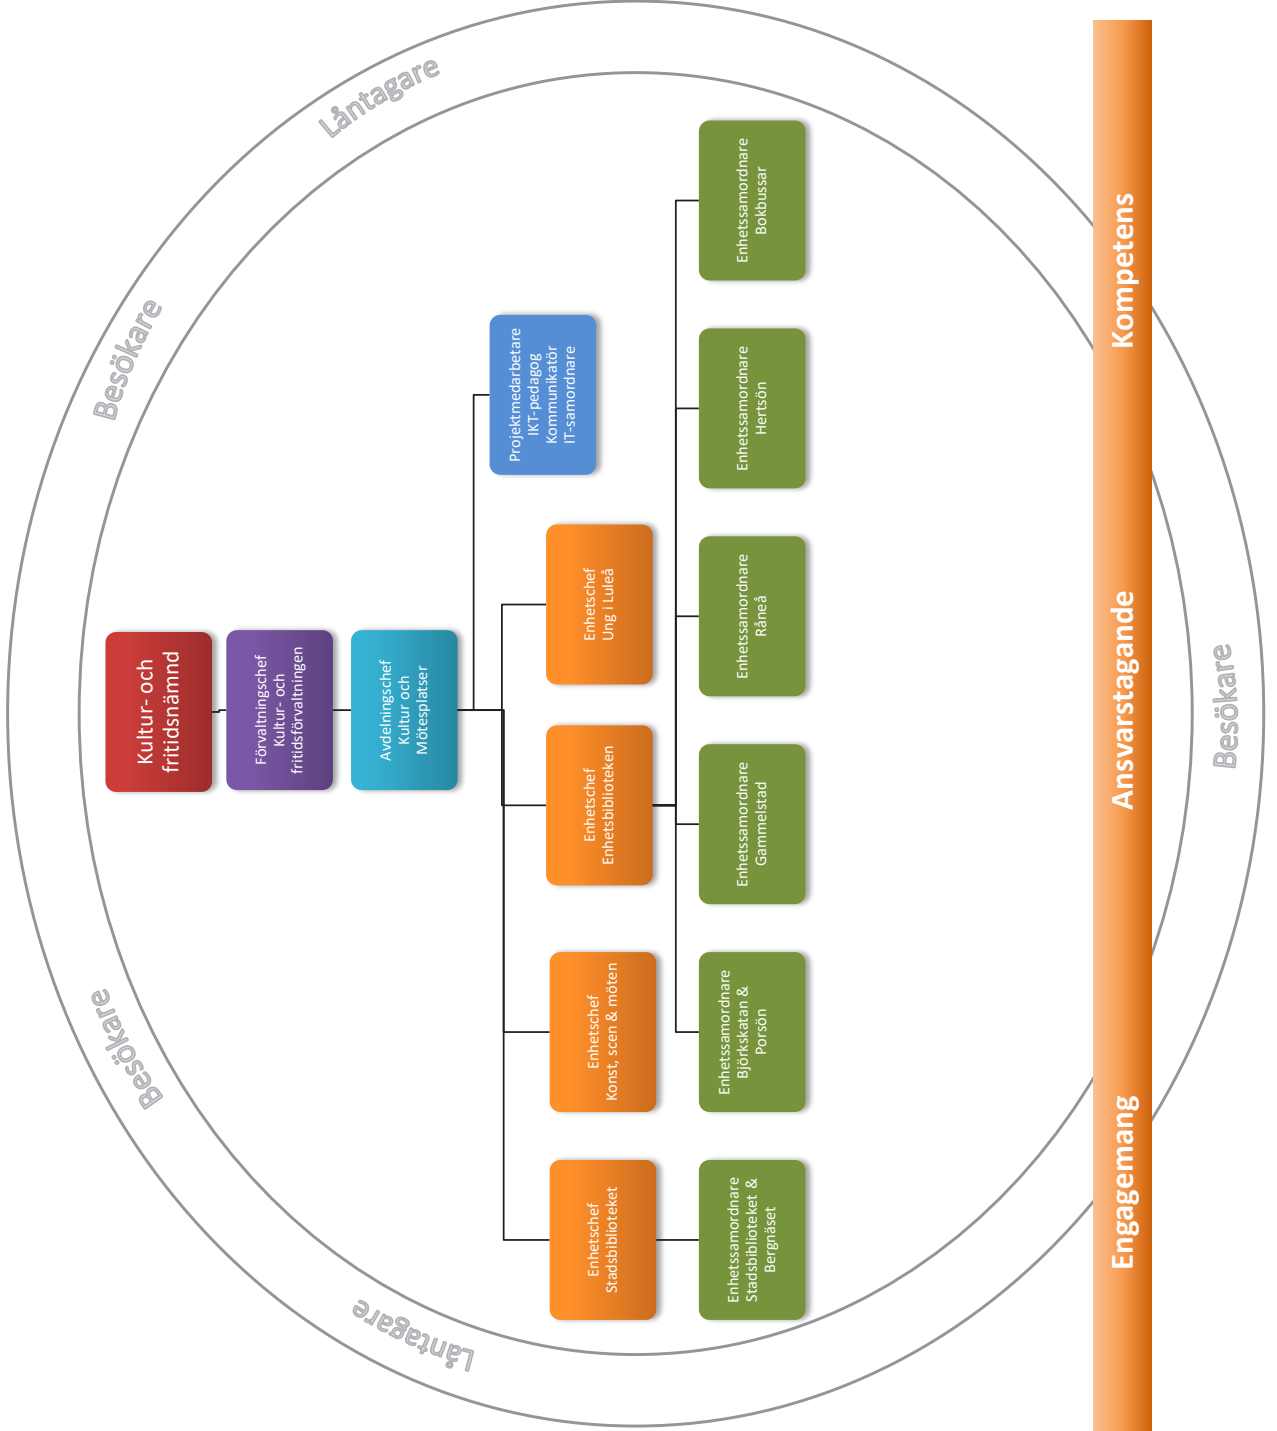 Låntagare
Besökare
Besökare
Låntagare
Kultur- och
fritidsnämnd
Förvaltningschef
Kultur- och
fritidsförvaltningen
Avdelningschef
Kultur och
Mötesplatser
Projektmedarbetare
IKT-pedagog
Kommunikatör
IT-samordnare
Enhetschef
Stadsbiblioteket
Enhetschef
Konst, scen & möten
Enhetschef
Enhetsbiblioteken
Enhetschef
Ung i Luleå
Enhetssamordnare
Stadsbiblioteket &
Bergnäset
Enhetssamordnare
Björkskatan &
Porsön
Enhetssamordnare
Gammelstad
Enhetssamordnare
Råneå
Enhetssamordnare
Hertsön
Enhetssamordnare
Bokbussar
Engagemang
Ansvarstagande
Kompetens
Besökare